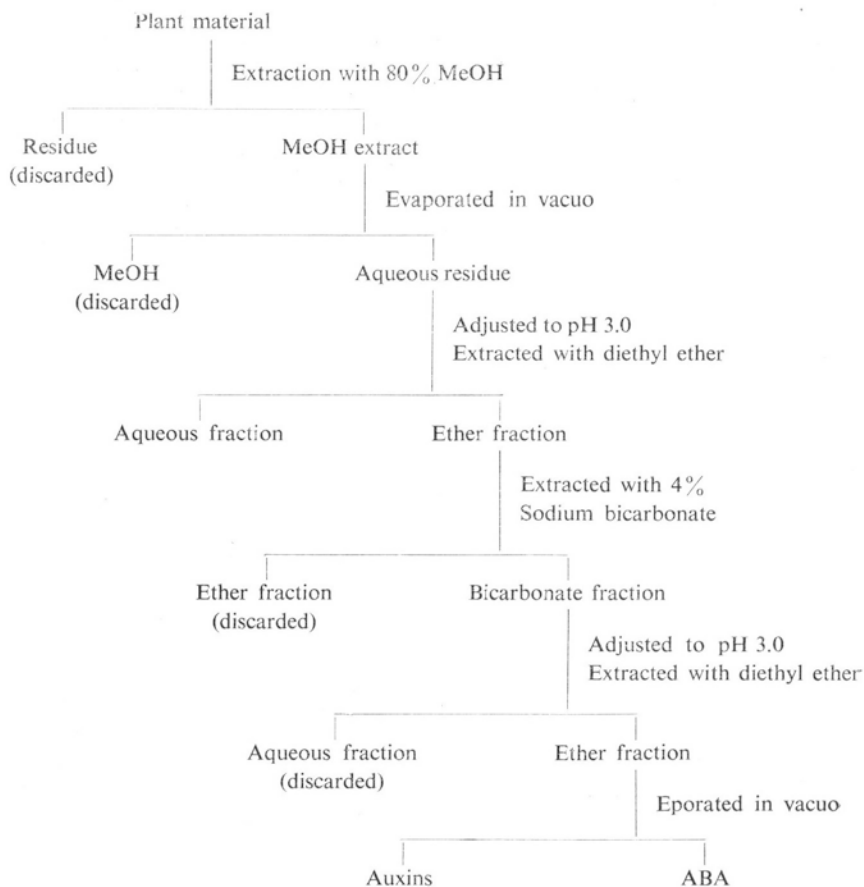 Plant material
Extraction with 80% MeOH
Residue
(discarded)
MeOH extract
Evaporated in vacuo
MeOH
(discarded)
Aqueous residue
Adjusted to pH 3.0
Extracted with diethyl ether
Aqueous fraction
Ether fraction
Extracted with 4%
Sodium bicarbonate
Ether fraction
(discarded)
Bicarbonate fraction
Adjusted to pH 3.0
Extracted with diethyl ether
Aqueous fraction
(discarded)
Ether fraction
Eporated in vacuo
Auxins
ABA